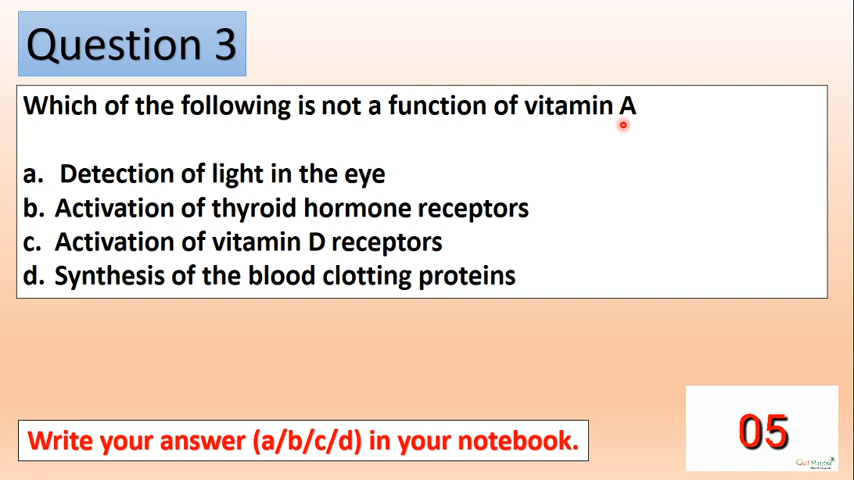 Question 3
Which of the following is not a function of vitamin A
a. Detection of light in the eye
b. Activation of thyroid hormone receptors
c. Activation of vitamin D receptors
d. Synthesis of the blood clotting proteins
Write your answer (a/b/c/d) in your notebook.
05